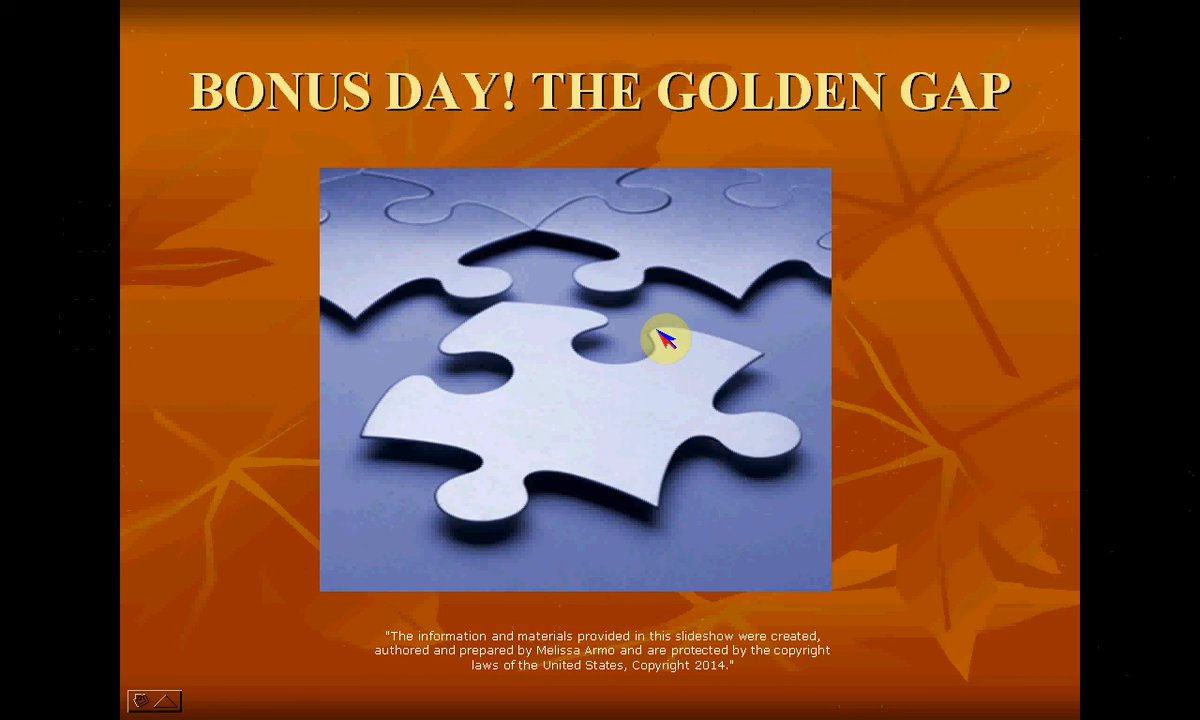 BONUS DAY! THE GOLDEN GAP
"The information and materials provided in this slideshow were created,
authored and prepared by Melissa Armo and are protected by the copyright
laws of the United States, Copyright 2014."